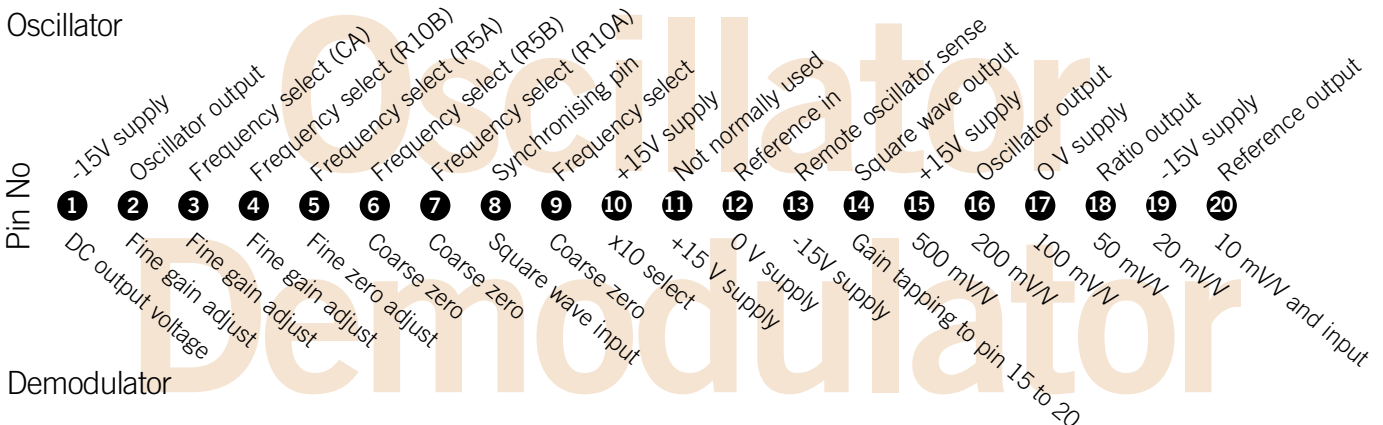 Oscillator
Oscillator
-15V supply
Oscillator output
Frequency select (CA)
Frequency select (R10B)
Frequency select (R5A)
Frequency select (R5B)
Frequency select (R10A)
Synchronising pin
Frequency select
+15V supply
Not normally used
Reference in
Remote oscillator sense
Square wave output
+15V supply
Oscillator output
0 V supply
Ratio output
-15V supply
Reference output
Pin No
1 2 3 4 5 6 7 8 9 10 11 12 13 14 15 16 17 18 19 20
DC output voltage
Fine gain adjust
Fine gain adjust
Fine gain adjust
Fine zero adjust
Coarse zero
Coarse zero
Square wave input
Coarse zero
x10 select
+15 V supply
0 V supply
-15V supply
Gain tapping to pin 15 to 20
500 mV/V
200 mV/V
100 mV/V
50 mV/V
20 mV/V
10 mV/V and input
Demodulator
Demodulator